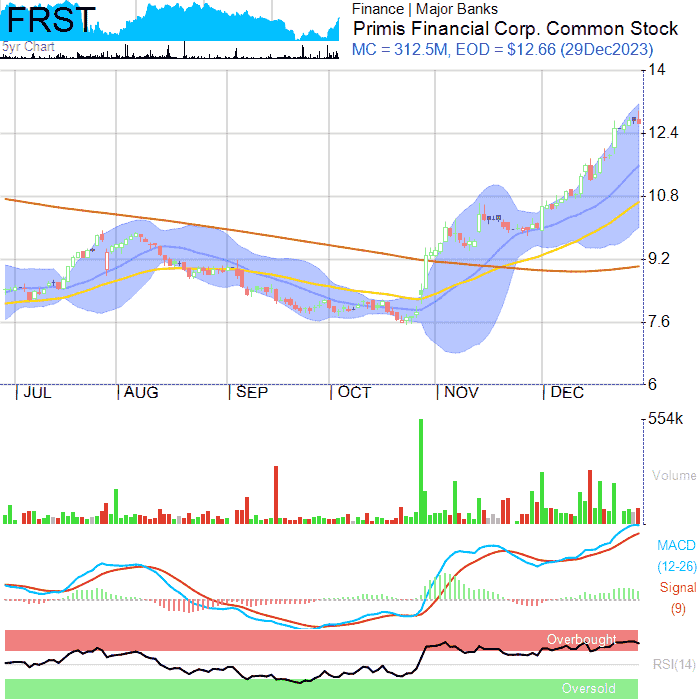 FRST
5yr Chart
Finance | Major Banks
Primis Financial Corp. Common Stock
MC = 312.5M, EOD = $12.66 (29Dec2023)
14
12.4
10.8
9.2
7.6
6
JUL AUG SEP OCT NOV DEC
554k
Volume
MACD
(12-26)
Signal
(9)
Overbought
RSI(14)
Oversold